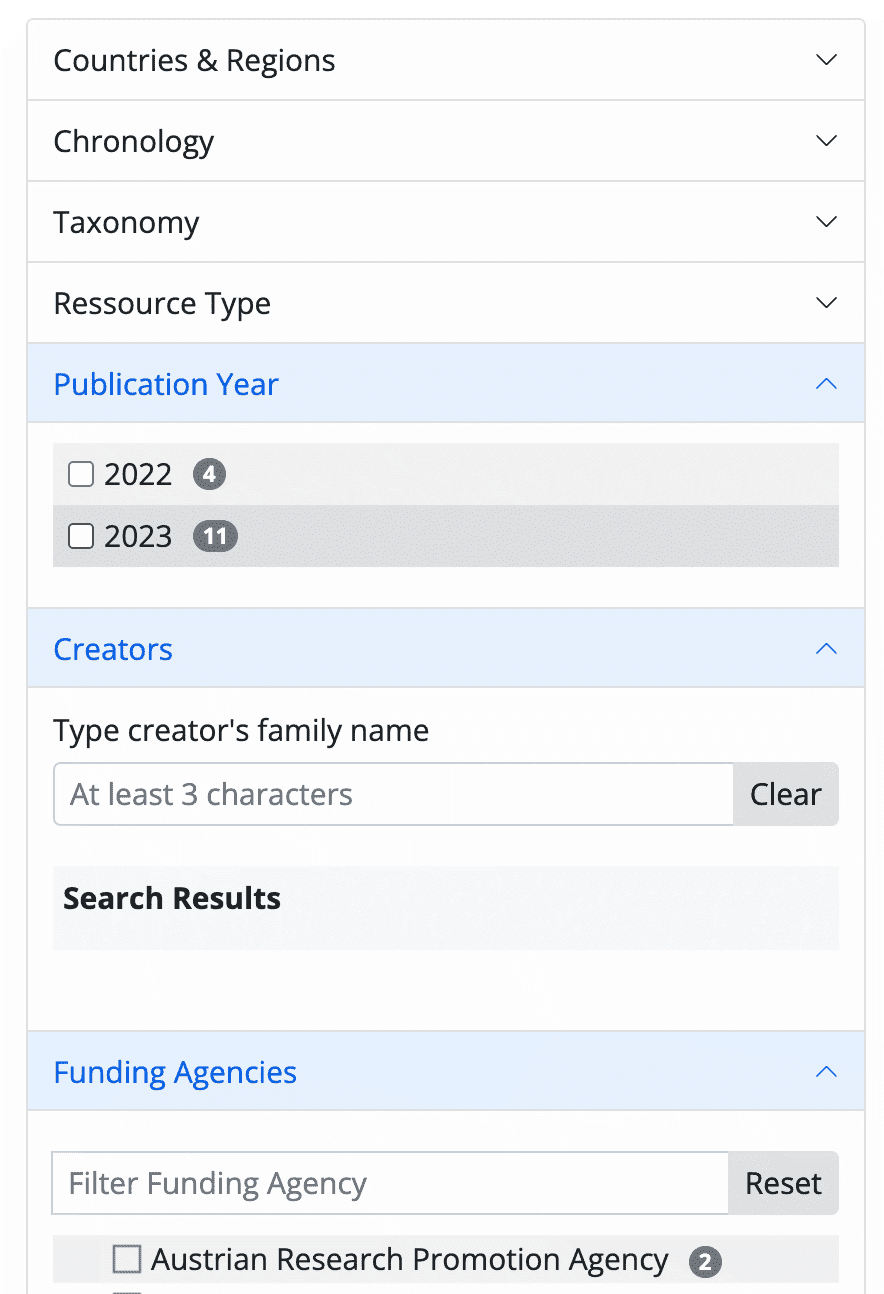 Countries & Regions
Chronology
Taxonomy
Ressource Type
Publication Year
2022 4
2023 11
Creators
Type creator's family name
At least 3 characters Clear
Search Results
Funding Agencies
Filter Funding Agency Reset
Austrian Research Promotion Agency 2